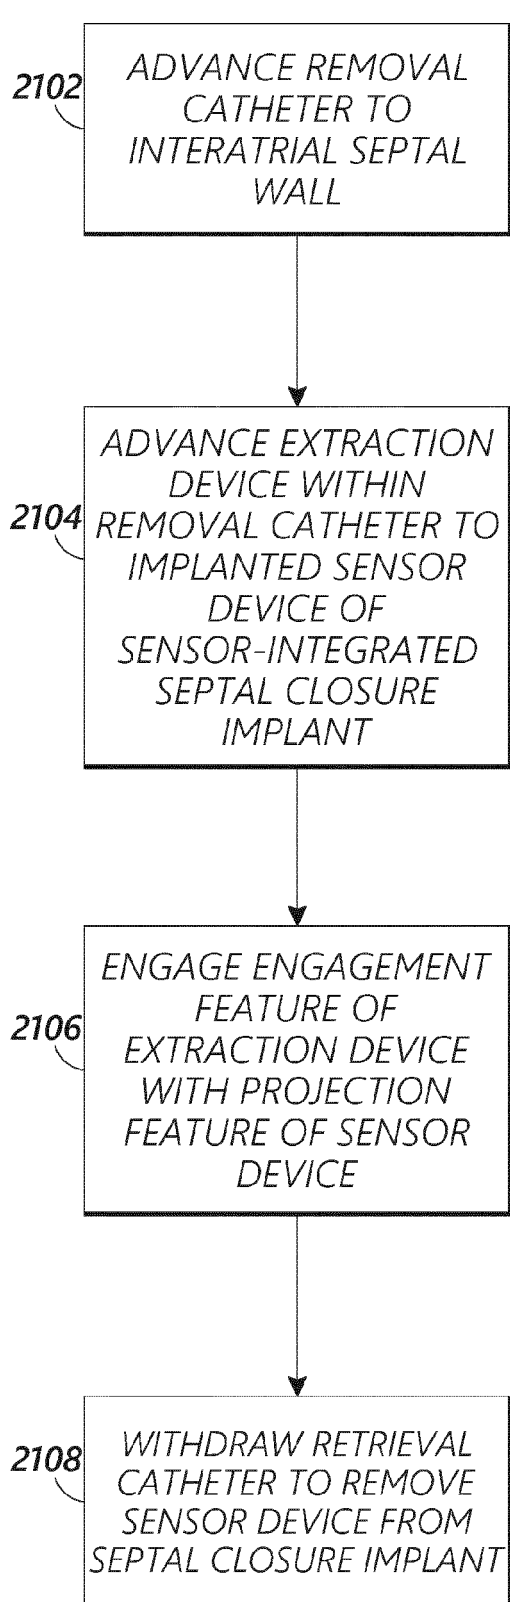 2102
ADVANCE REMOVAL
CATHETER TO
INTERATRIAL SEPTAL
WALL
2104
ADVANCE EXTRACTION
DEVICE WITHIN
REMOVAL CATHETER TO
IMPLANTED SENSOR
DEVICE OF
SENSOR-INTEGRATED
SEPTAL CLOSURE
IMPLANT
2106
ENGAGE ENGAGEMENT
FEATURE OF
EXTRACTION DEVICE
WITH PROJECTION
FEATURE OF SENSOR
DEVICE
2108
WITHDRAW RETRIEVAL
CATHETER TO REMOVE
SENSOR DEVICE FROM
SEPTAL CLOSURE IMPLANT